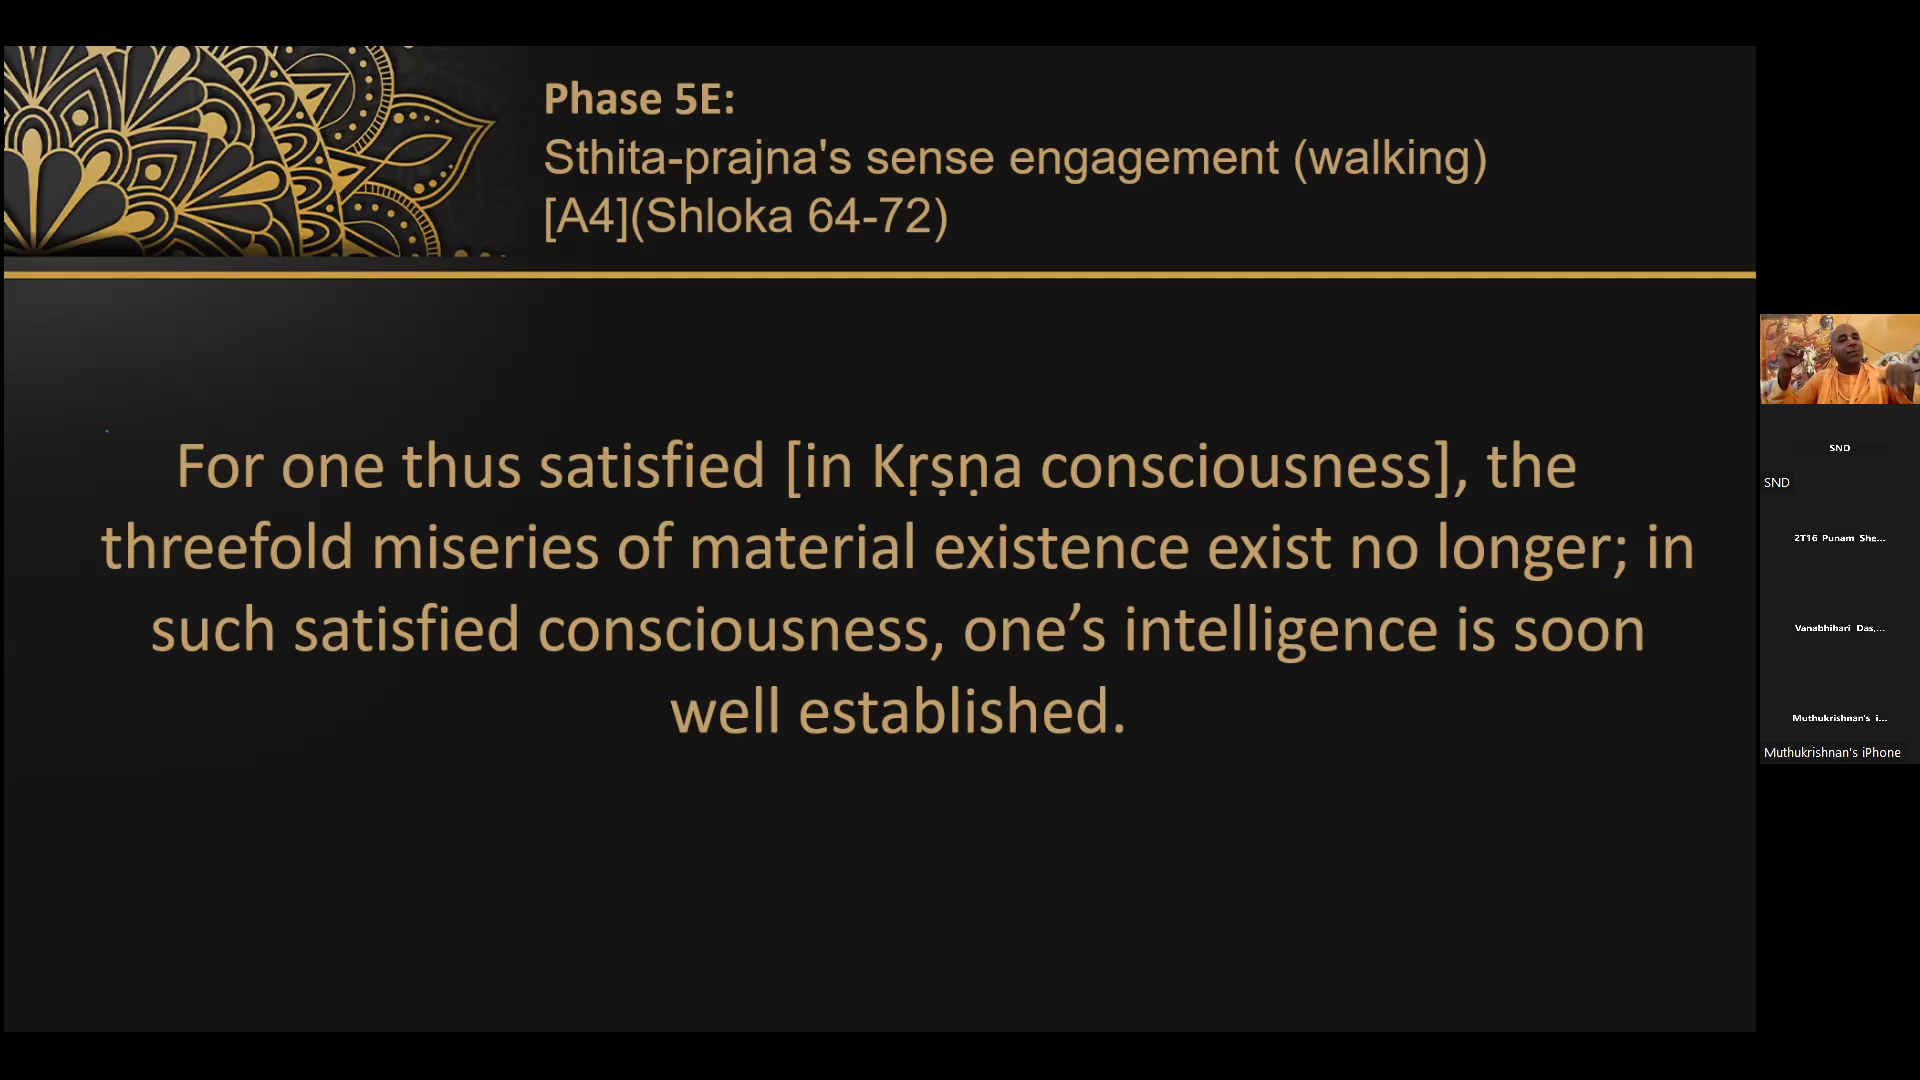 Phase 5E:
Sthita-prajna's sense engagement (walking)
[A4](Shloka 64-72)
For one thus satisfied [in Kṛṣṇa consciousness], the
threefold miseries of material existence exist no longer; in
such satisfied consciousness, one’s intelligence is soon
well established.
SND
SND
2T16 Punam She...
Vanabhihari Das,...
Muthukrishnan's i...
Muthukrishnan's iPhone